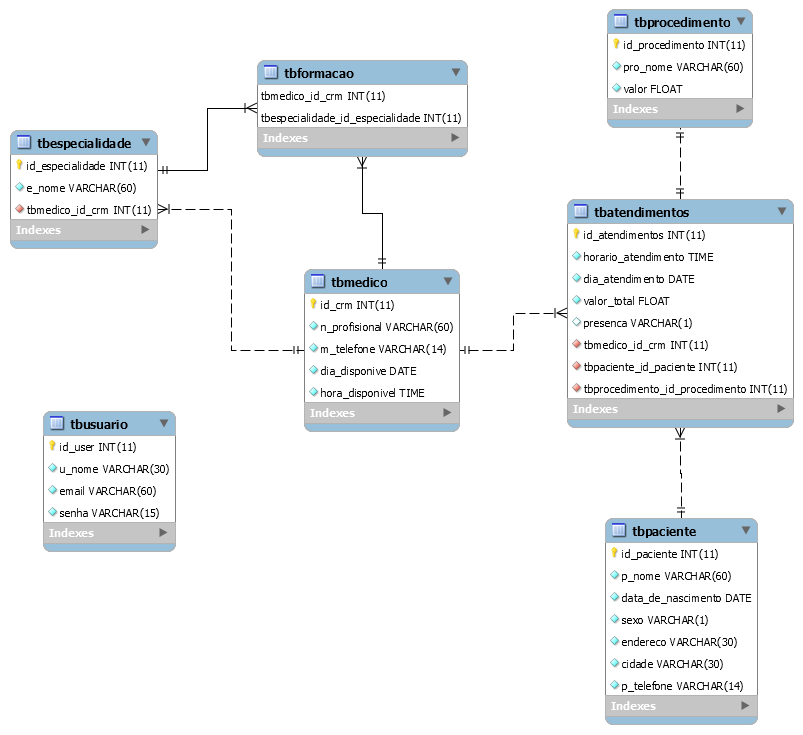 tbprocedimento
id_procedimento INT(11)
pro_nome VARCHAR(60)
valor FLOAT
Indexes
tbformacao
tbmedico_id_crm INT(11)
tbespecialidade_id_especialidade INT(11)
Indexes
tbespecialidade
id_especialidade INT(11)
e_nome VARCHAR(60)
tbmedico_id_crm INT(11)
Indexes
tbatendimentos
id_atendimentos INT(11)
horario_atendimento TIME
dia_atendimento DATE
valor_total FLOAT
presenca VARCHAR(1)
tbmedico_id_crm INT(11)
tbpaciente_id_paciente INT(11)
tbprocedimento_id_procedimento INT(11)
Indexes
tbmedico
id_crm INT(11)
n_profisional VARCHAR(60)
m_telefone VARCHAR(14)
dia_disponive DATE
hora_disponivel TIME
Indexes
tbusuario
id_user INT(11)
u_nome VARCHAR(30)
email VARCHAR(60)
senha VARCHAR(15)
Indexes
tbpaciente
id_paciente INT(11)
p_nome VARCHAR(60)
data_de_nascimento DATE
sexo VARCHAR(1)
endereco VARCHAR(30)
cidade VARCHAR(30)
p_telefone VARCHAR(14)
Indexes